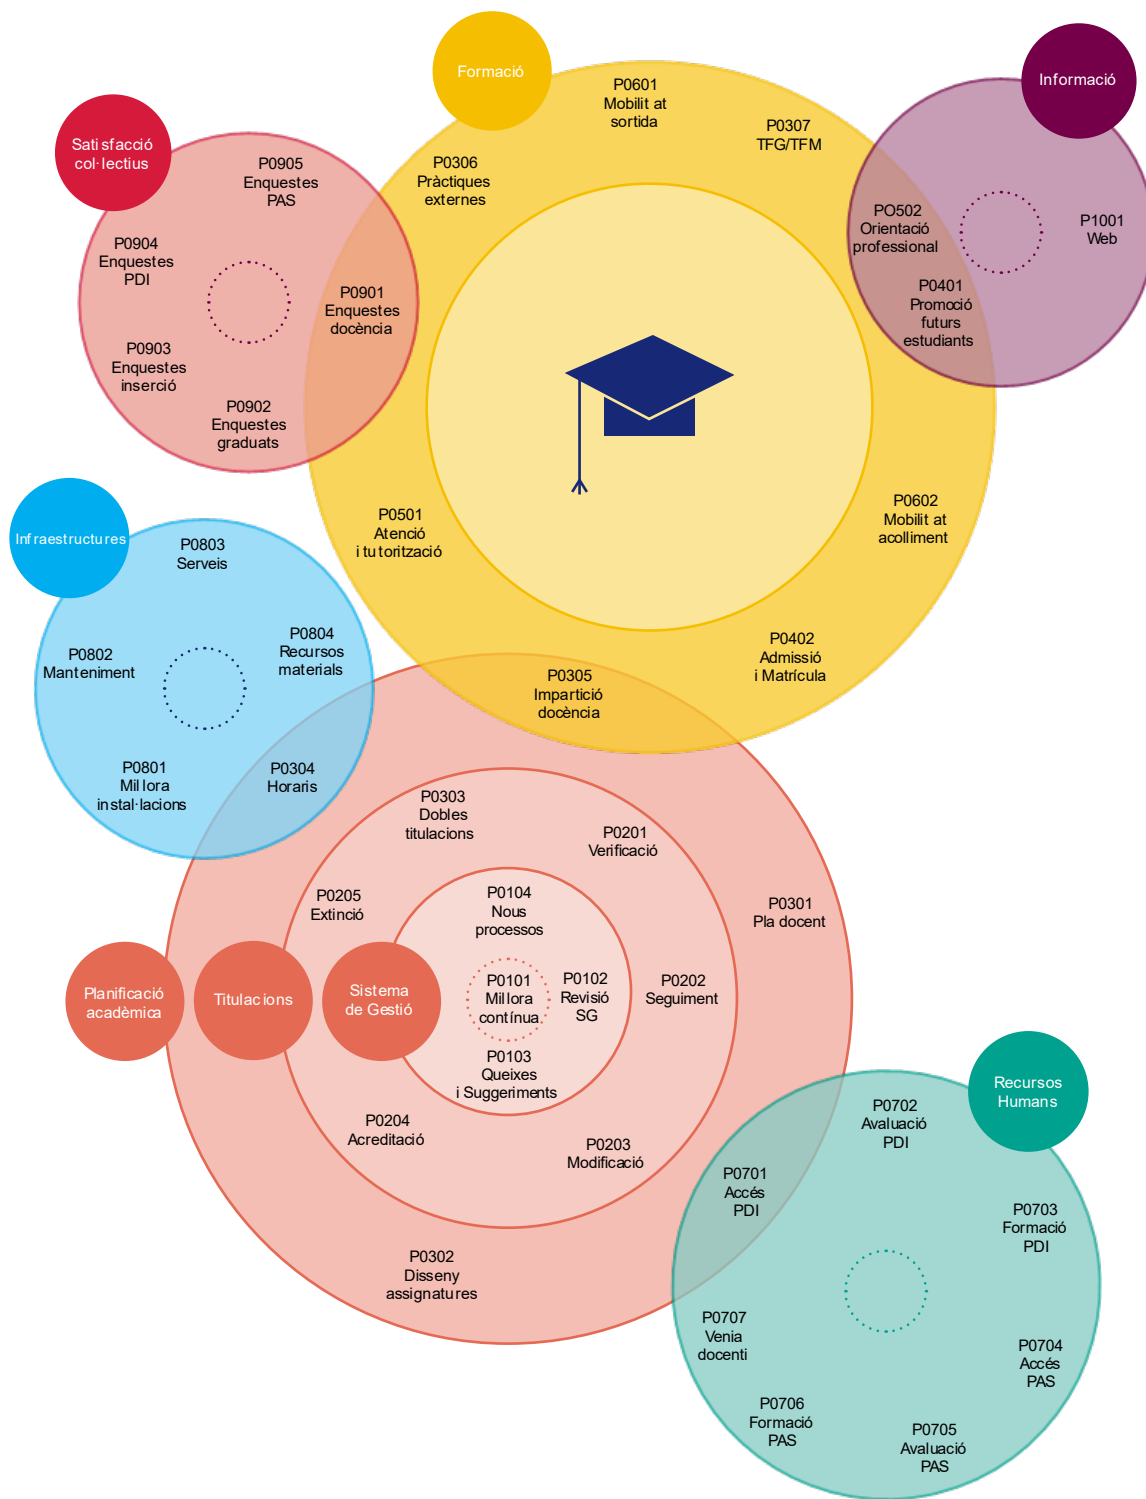 Formació
Informació
P0601
Mobilitat
sortida
P0307
TFG/TFM
P0306
Pràctiques
externes
Satisfacció
col·lectius
P0905
Enquestes
PAS
P0904
Enquestes
PDI
P0901
Enquestes
docència
P0903
Enquestes
inserció
P0902
Enquestes
graduats
PO502
Orientació
professional
P1001
Web
P0401
Promoció
futurs
estudiants
P0501
Atenció
i tutorització
P0602
Mobilitat
acolliment
Infraestructures
P0803
Serveis
P0802
Manteniment
P0804
Recursos
materials
P0801
Millora
instal·lacions
P0304
Horaris
P0402
Admissió
i Matrícula
P0305
Impartició
docència
P0303
Dobles
titulacions
P0201
Verificació
P0205
Extinció
P0104
Nous
processos
P0301
Pla docent
Planificació
acadèmica
Titulacions
Sistema
de Gestió
P0101
Millora
contínua
P0102
Revisió
SG
P0202
Seguiment
P0103
Queixes
i Suggeriments
P0204
Acreditació
P0203
Modificació
P0302
Disseny
assignatures
Recursos
Humans
P0702
Avaluació
PDI
P0701
Accés
PDI
P0703
Formació
PDI
P0707
Venia
docenti
P0704
Accés
PAS
P0706
Formació
PAS
P0705
Avaluació
PAS